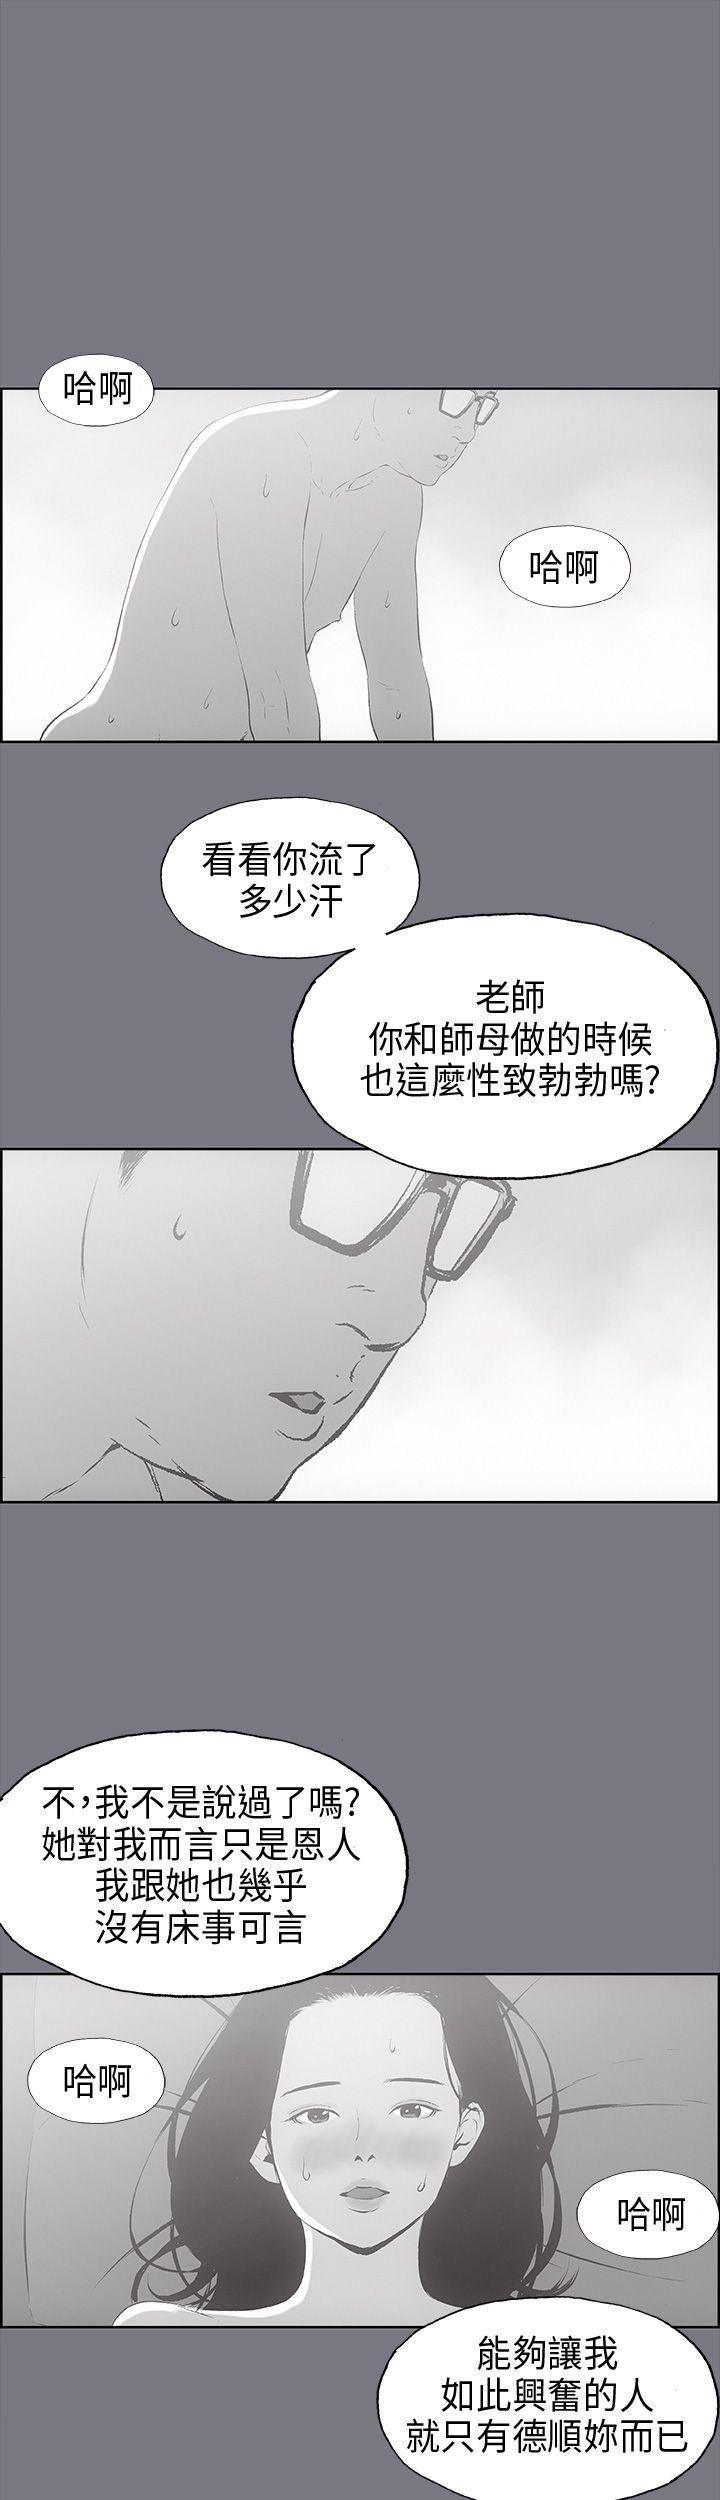 哈啊
哈啊
看看你流了
多少汗
老師
你和師母做的時候
也這麼性致勃勃嗎?
不，我不是說過了嗎?
她對我而言只是恩人
我跟她也幾乎
沒有床事可言
哈啊
哈啊
能夠讓我
如此興奮的人
就只有德順妳而已